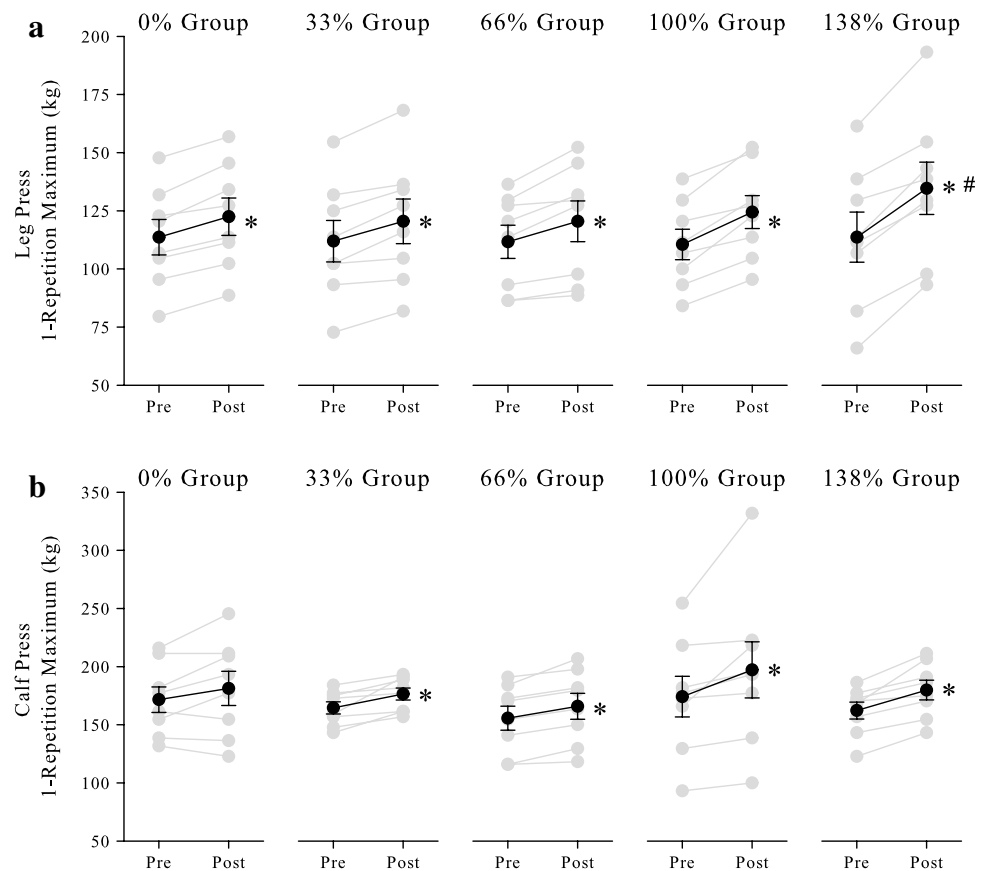 a
0% Group 33% Group 66% Group 100% Group 138% Group
Leg Press
1-Repetition Maximum (kg)
200
175
150
125
100
75
50
* * * * * #
Pre Post Pre Post Pre Post Pre Post Pre Post
b
0% Group 33% Group 66% Group 100% Group 138% Group
Calf Press
1-Repetition Maximum (kg)
350
300
250
200
150
100
50
* * * *
Pre Post Pre Post Pre Post Pre Post Pre Post